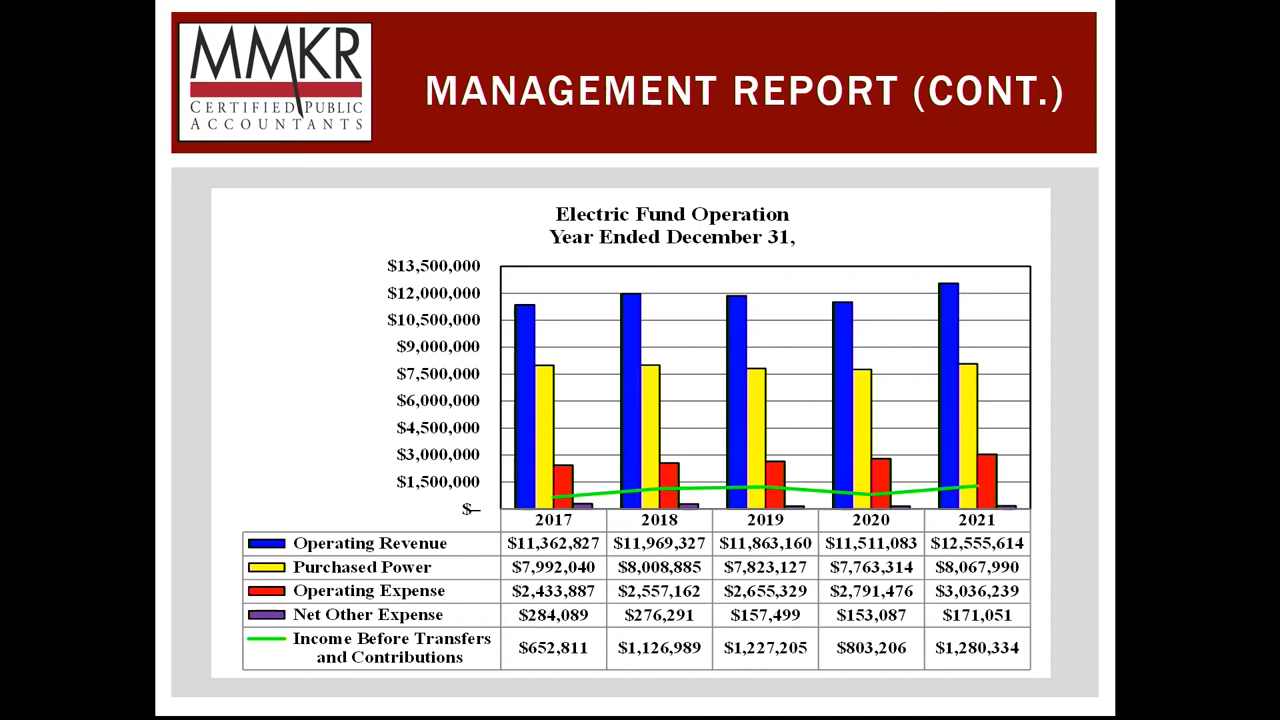 MMKR
CERTIFIED PUBLIC
ACCOUNTANTS
MANAGEMENT REPORT (CONT.)
Electric Fund Operation
Year Ended December 31,
$13,500,000
$12,000,000
$10,500,000
$9,000,000
$7,500,000
$6,000,000
$4,500,000
$3,000,000
$1,500,000
$–
2017 2018 2019 2020 2021
Operating Revenue $11,362,827 $11,969,327 $11,863,160 $11,511,083 $12,555,614
Purchased Power $7,992,040 $8,008,885 $7,823,127 $7,763,314 $8,067,990
Operating Expense $2,433,887 $2,557,162 $2,655,329 $2,791,476 $3,036,239
Net Other Expense $284,089 $276,291 $157,499 $153,087 $171,051
Income Before Transfers
and Contributions $652,811 $1,126,989 $1,227,205 $803,206 $1,280,334